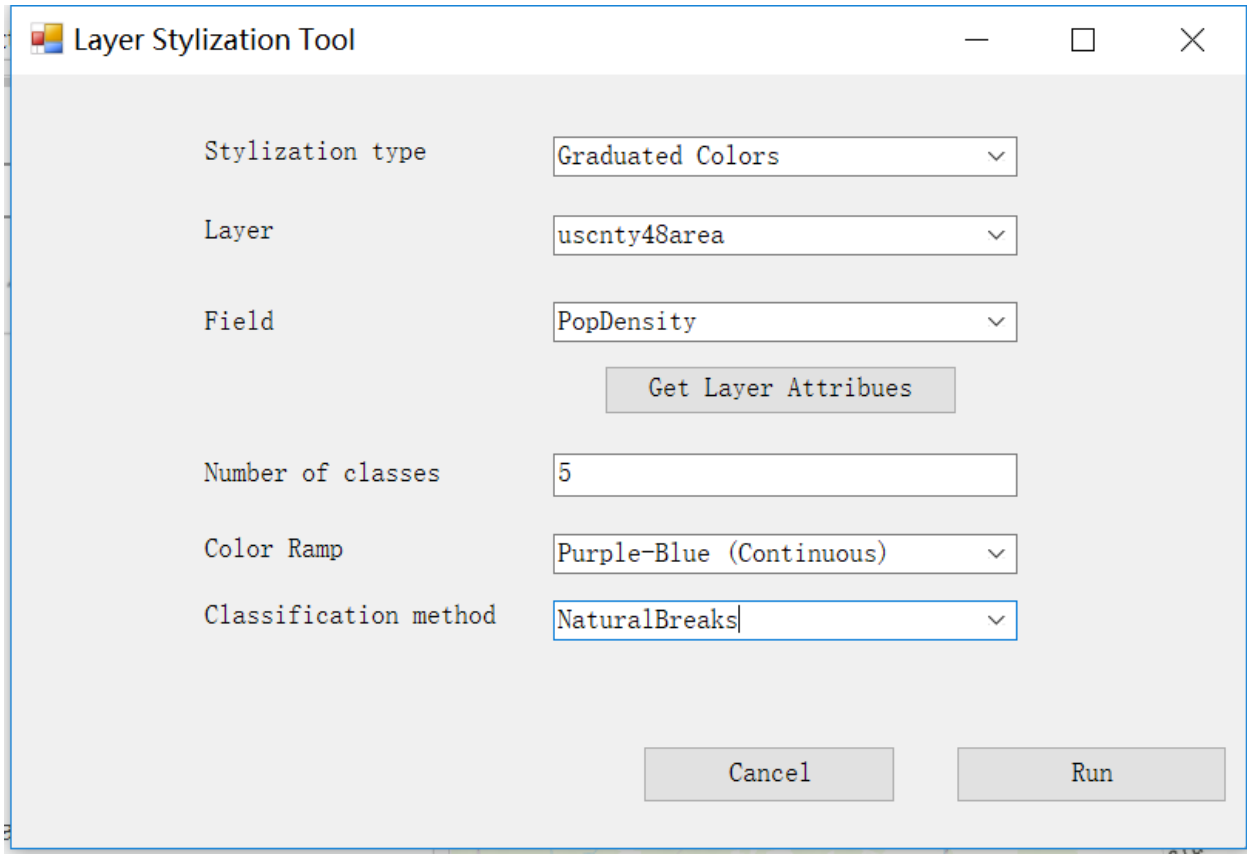 Layer Stylization Tool
Stylization type
Graduated Colors
Layer
uscnty48area
Field
PopDensity
Get Layer Attribues
Number of classes
5
Color Ramp
Purple-Blue (Continuous)
Classification method
NaturalBreaks
Cancel
Run